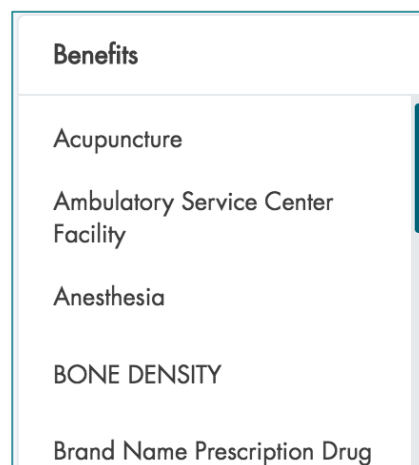 Benefits
Acupuncture
Ambulatory Service Center
Facility
Anesthesia
BONE DENSITY
Brand Name Prescription Drug